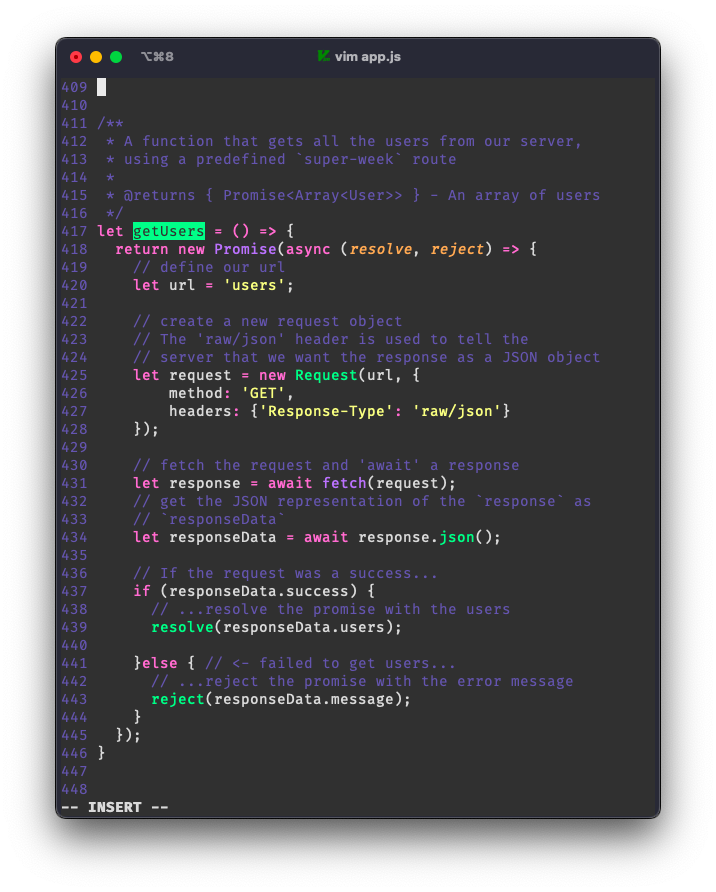 ⌥⌘8
vim app.js
409
410
411 /**
412  * A function that gets all the users from our server,
413  * using a predefined `super-week` route
414  *
415  * @returns { Promise<Array<User>> } - An array of users
416  */
417 let getUsers = () => {
418   return new Promise(async (resolve, reject) => {
419     // define our url
420     let url = 'users';
421
422     // create a new request object
423     // The 'raw/json' header is used to tell the
424     // server that we want the response as a JSON object
425     let request = new Request(url, {
426         method: 'GET',
427         headers: {'Response-Type': 'raw/json'}
428     });
429
430     // fetch the request and 'await' a response
431     let response = await fetch(request);
432     // get the JSON representation of the `response` as
433     // `responseData`
434     let responseData = await response.json();
435
436     // If the request was a success...
437     if (responseData.success) {
438       // ...resolve the promise with the users
439       resolve(responseData.users);
440
441     }else { // <- failed to get users...
442       // ...reject the promise with the error message
443       reject(responseData.message);
444     }
445   });
446 }
447
448
-- INSERT --